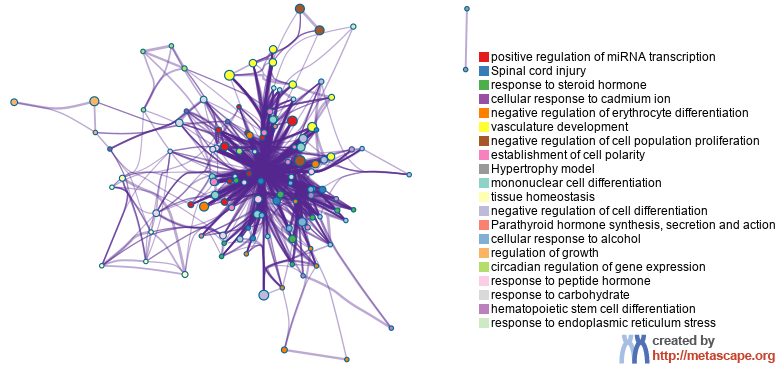 positive regulation of miRNA transcription
Spinal cord injury
response to steroid hormone
cellular response to cadmium ion
negative regulation of erythrocyte differentiation
vasculature development
negative regulation of cell population proliferation
establishment of cell polarity
Hypertrophy model
mononuclear cell differentiation
tissue homeostasis
negative regulation of cell differentiation
Parathyroid hormone synthesis, secretion and action
cellular response to alcohol
regulation of growth
circadian regulation of gene expression
response to peptide hormone
response to carbohydrate
hematopoietic stem cell differentiation
response to endoplasmic reticulum stress
created by
http://metascape.org